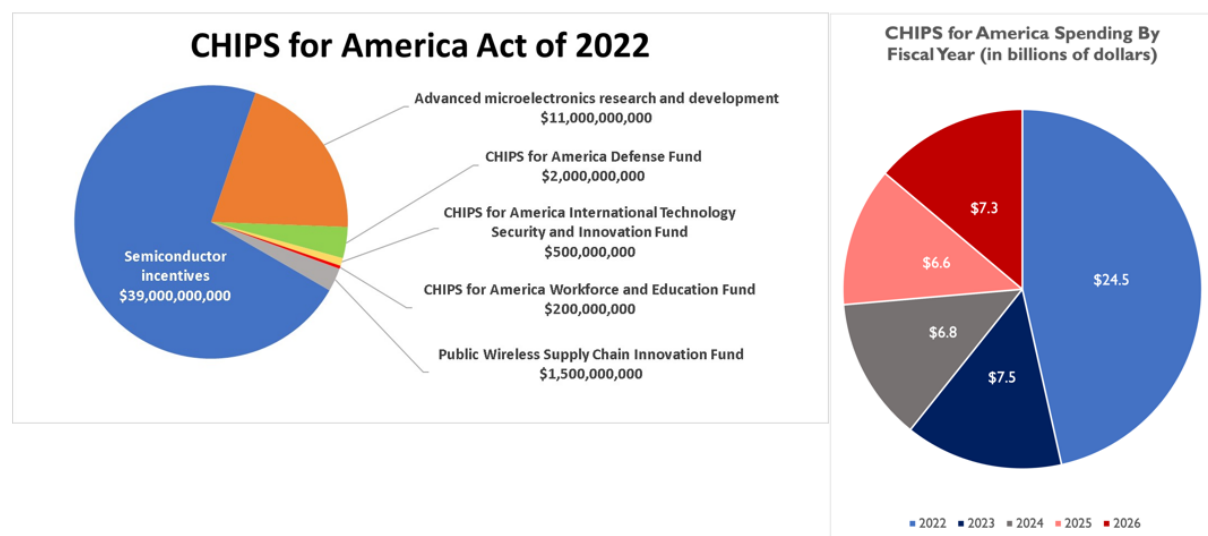 CHIPS for America Act of 2022
Advanced microelectronics research and development
$11,000,000,000
CHIPS for America Defense Fund
$2,000,000,000
CHIPS for America International Technology
Security and Innovation Fund
$500,000,000
CHIPS for America Workforce and Education Fund
$200,000,000
Public Wireless Supply Chain Innovation Fund
$1,500,000,000
Semiconductor
incentives
$39,000,000,000
CHIPS for America Spending By
Fiscal Year (in billions of dollars)
$7.3
$24.5
$6.6
$6.8
$7.5
2022 2023 2024 2025 2026